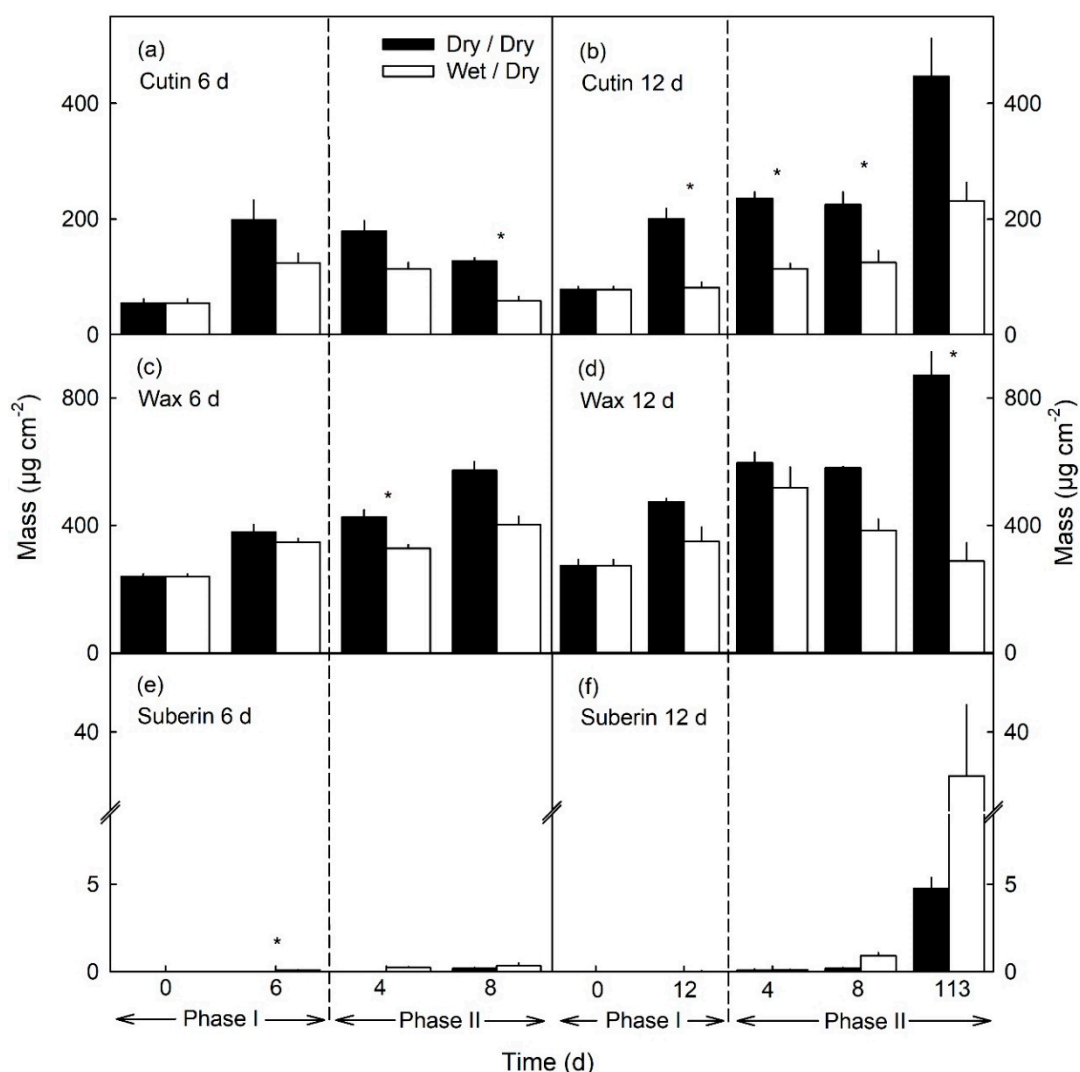 (a)
Cutin 6 d
Dry / Dry
Wet / Dry
(b)
Cutin 12 d
400
200
0
400
200
0
*
*
*
*
(c)
Wax 6 d
(d)
Wax 12 d
800
400
0
800
400
0
*
*
Mass (µg cm-2)
Mass (µg cm-2)
(e)
Suberin 6 d
(f)
Suberin 12 d
40
5
0
40
5
0
*
0 6 4 8 0 12 4 8 113
Phase I Phase II Phase I Phase II
Time (d)